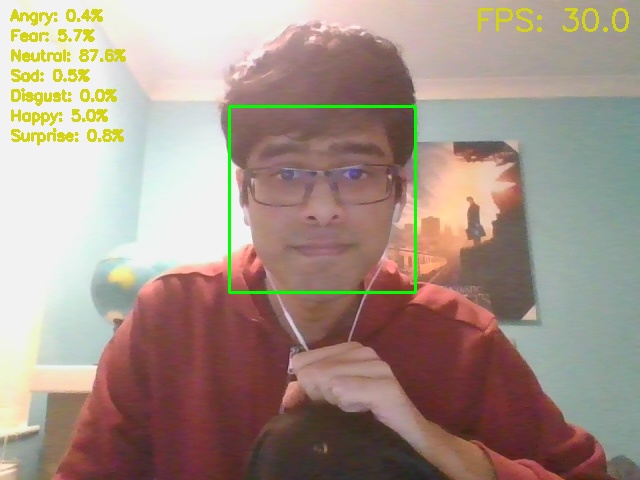 Angry: 0.4%
FPS: 30.0
Fear: 5.7%
Neutral: 87.6%
Sad: 0.5%
Disgust: 0.0%
Happy: 5.0%
Surprise: 0.8%